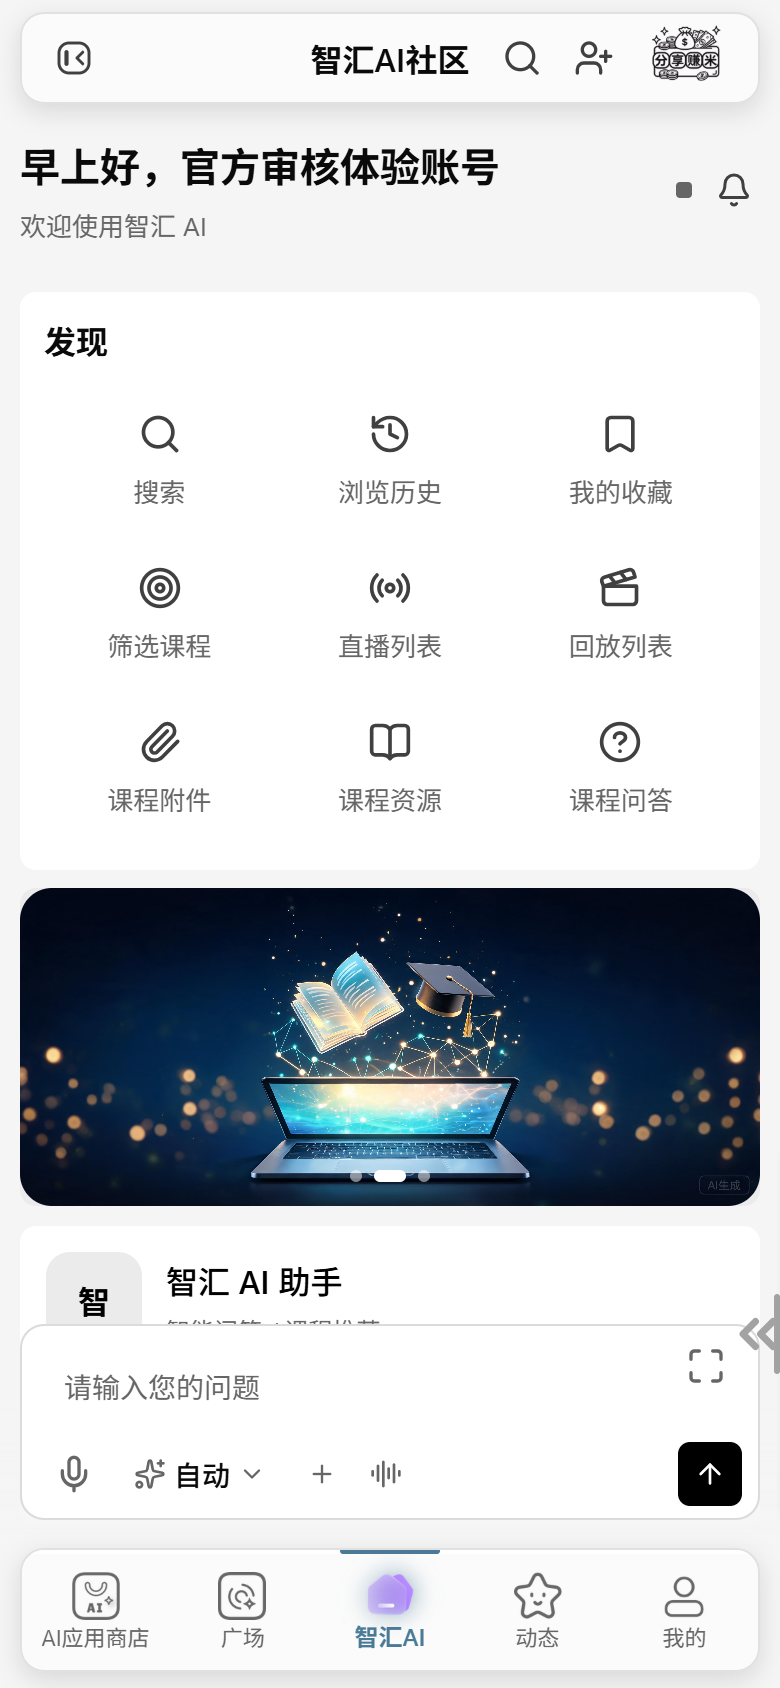 智汇AI社区
分享赚米
早上好，官方审核体验账号
欢迎使用智汇 AI
发现
搜索
浏览历史
我的收藏
筛选课程
直播列表
回放列表
课程附件
课程资源
课程问答
AI生成
智
智汇 AI 助手
请输入您的问题
自动
AI应用商店
广场
智汇AI
动态
我的